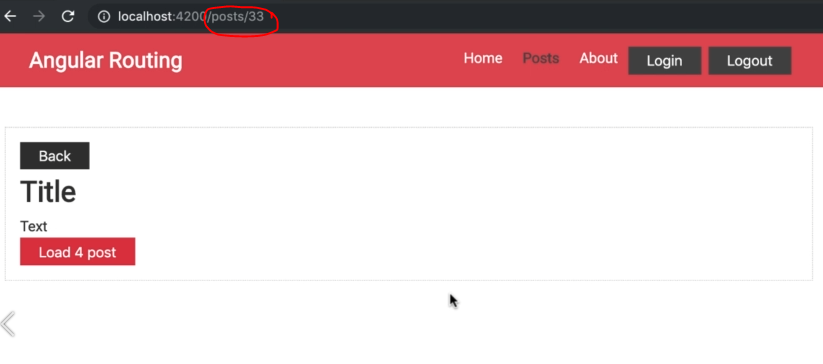 localhost:4200/posts/33
Angular Routing Home Posts About Login Logout
Back
Title
Text
Load 4 post